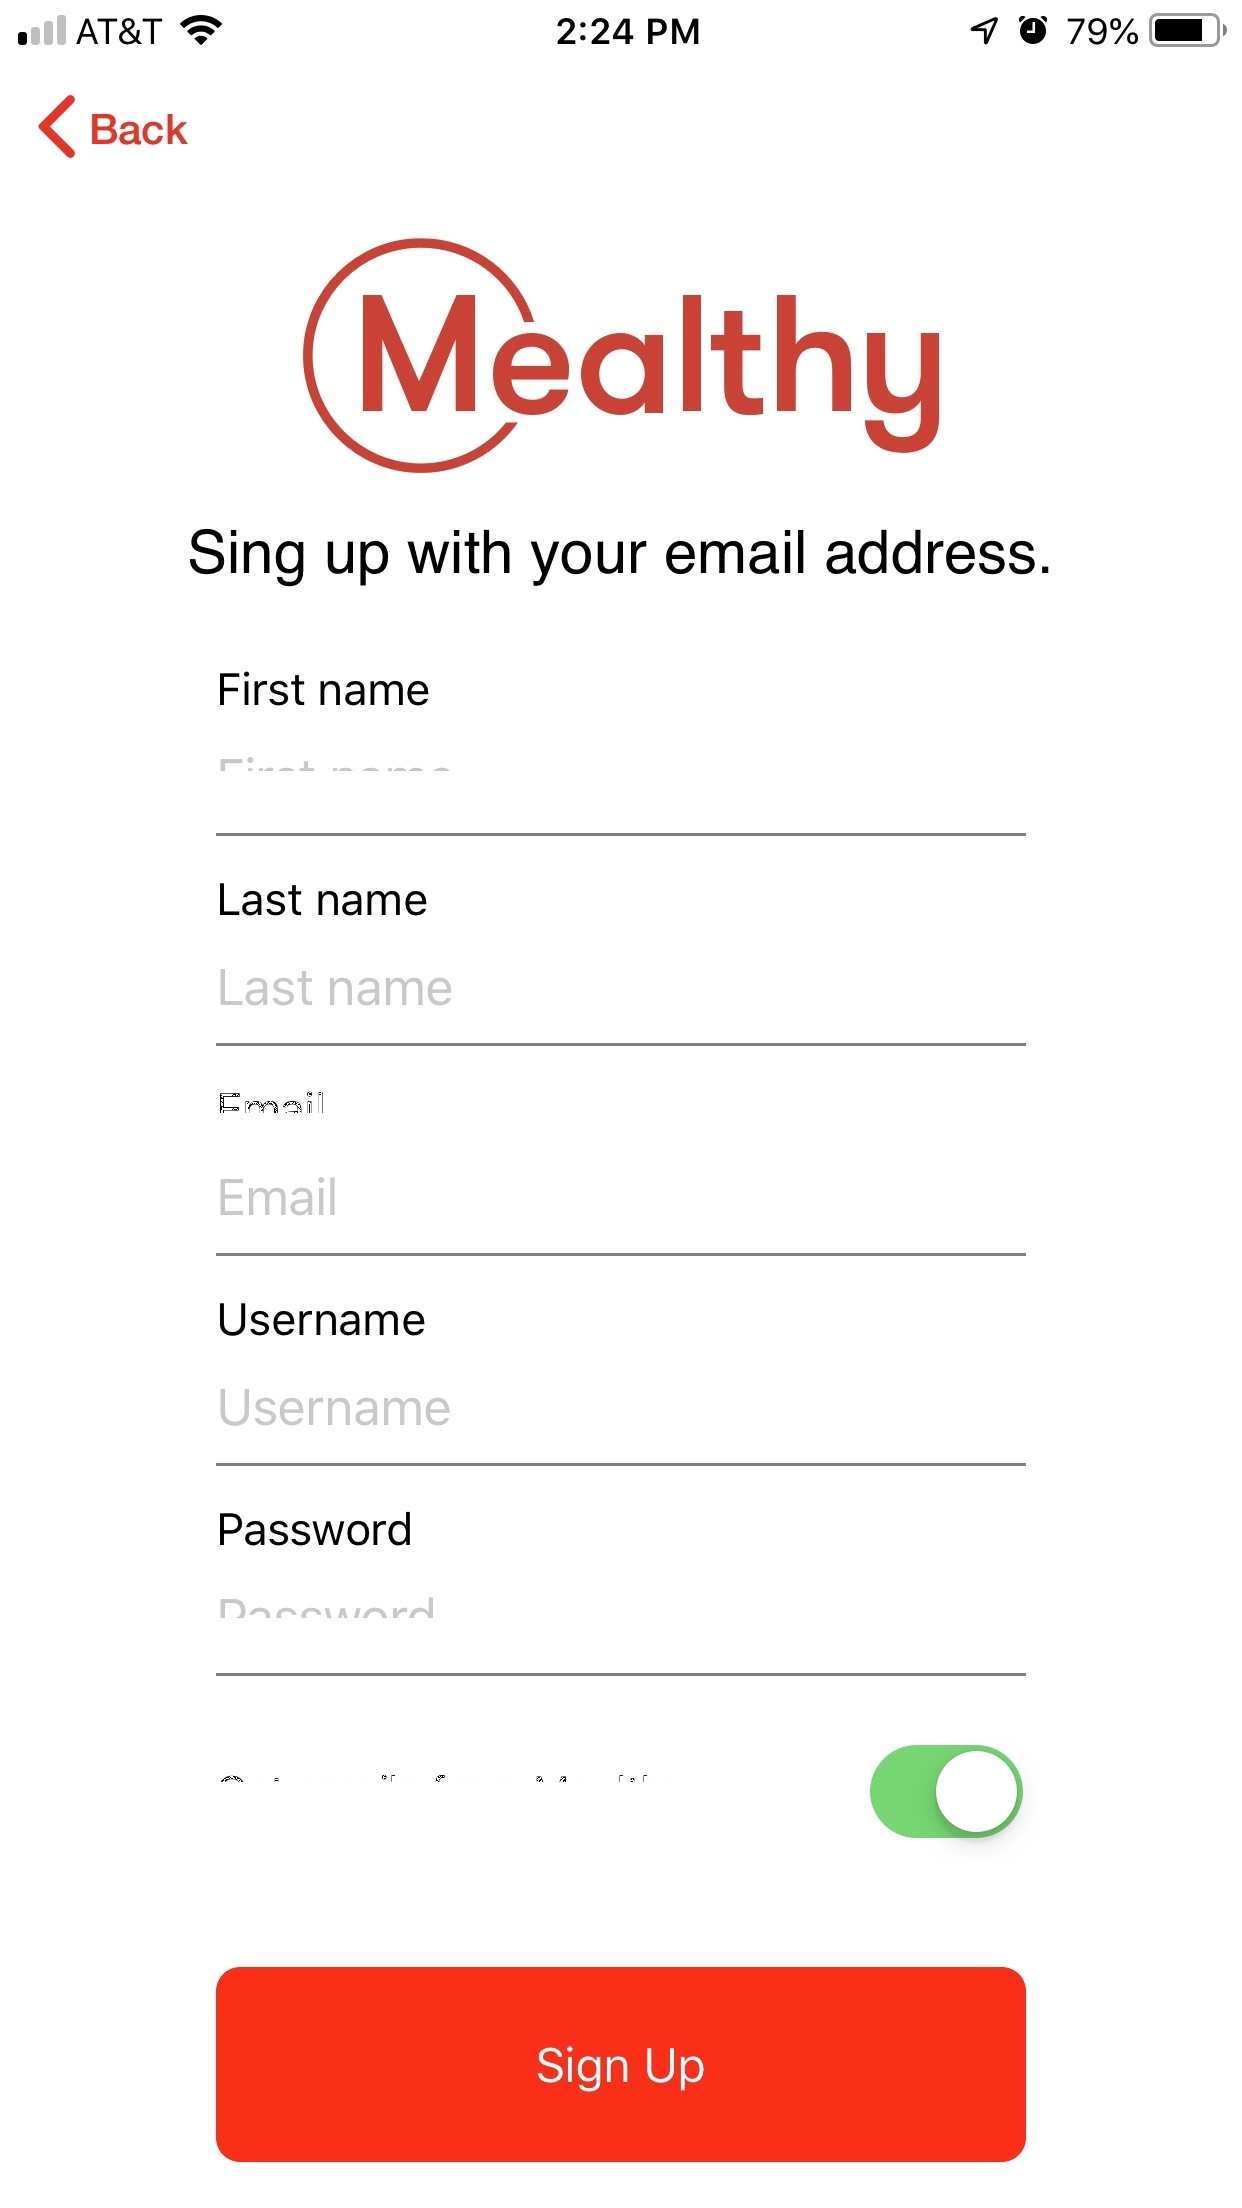 AT&T 2:24 PM 79%
Back
Mealthy
Sing up with your email address.
First name
First name
Last name
Last name
Email
Email
Username
Username
Password
Password
Sign Up